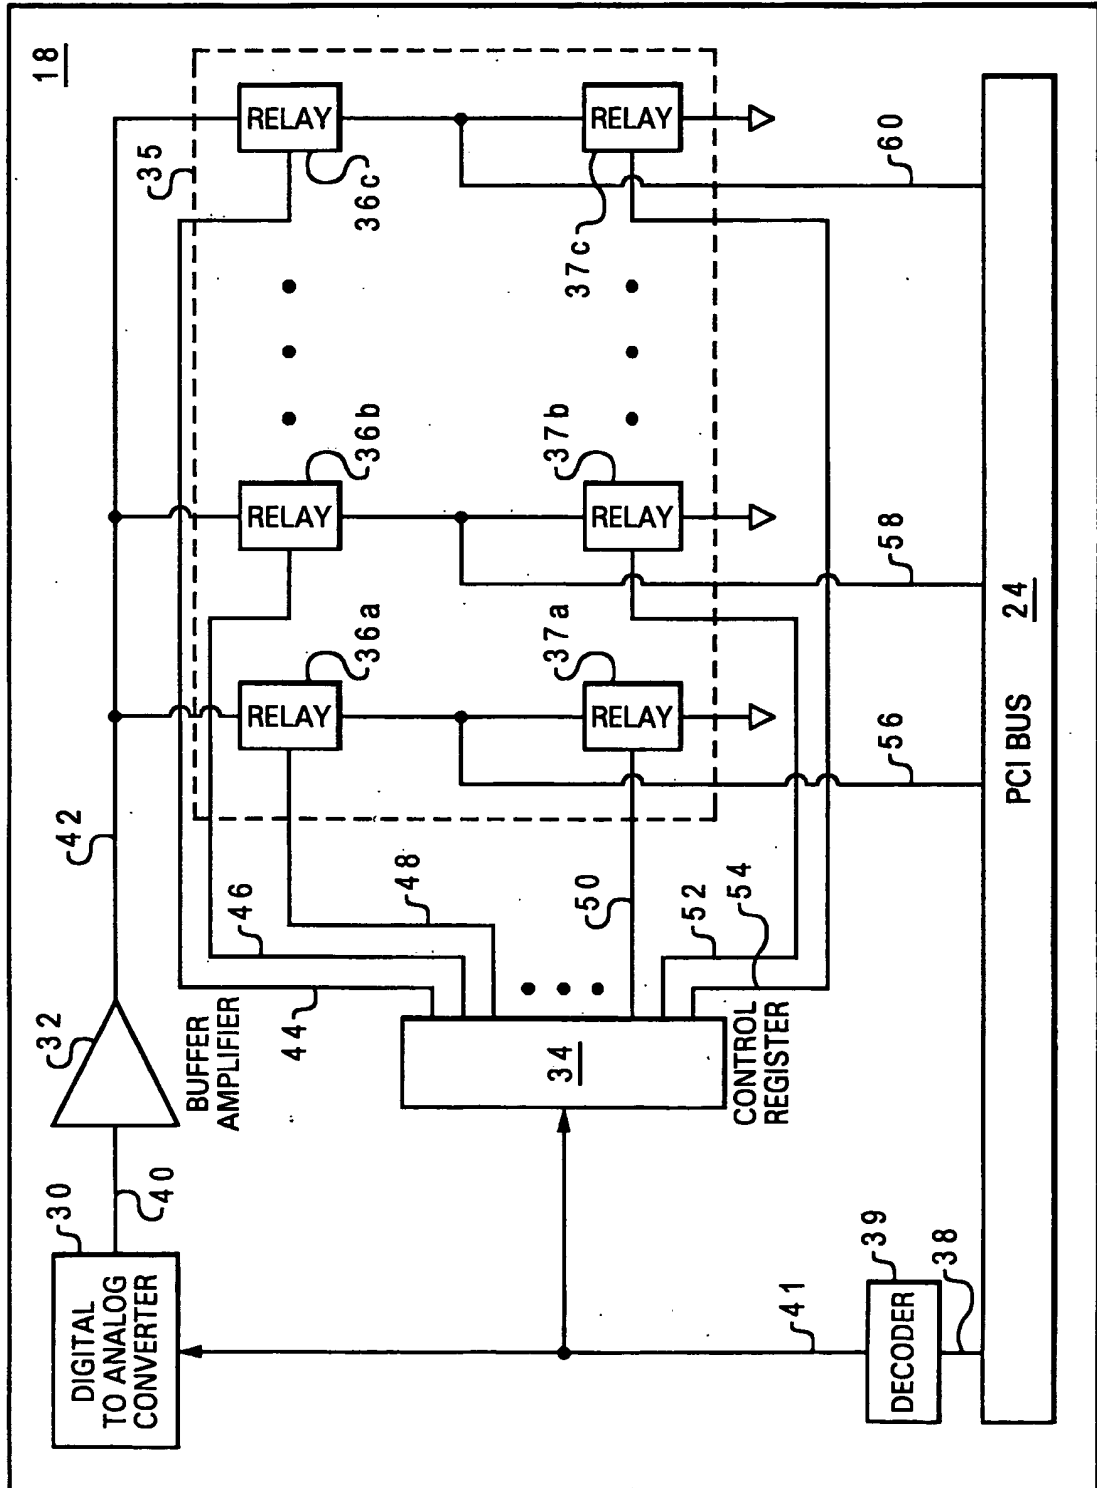 18
30
DIGITAL
TO ANALOG
CONVERTER
40
32
BUFFER
AMPLIFIER
42
35
44
46
48
RELAY
36a
RELAY
36b
RELAY
36c
34
CONTROL
REGISTER
50
52
54
RELAY
37a
RELAY
37b
RELAY
37c
41
39
DECODER
38
56
58
60
PCI BUS
24